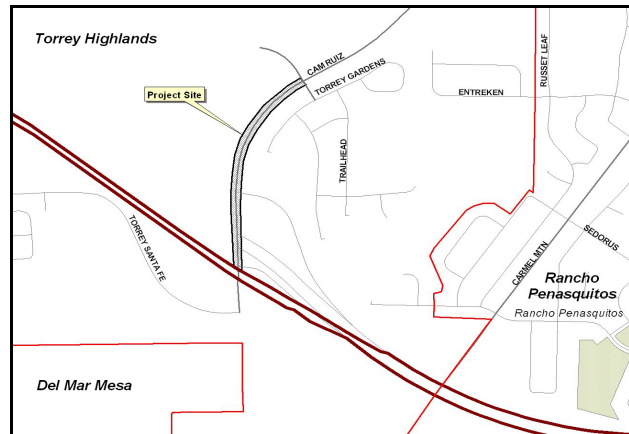 Torrey Highlands
CAM RUIZ
TORREY GARDENS
Project Site
RUSSET LEAF
ENTREKEN
TRAILHEAD
TORREY SANTA FE
SEDORUS
CARMEL MTN
Rancho
Penasquitos
Rancho Penasquitos
Del Mar Mesa